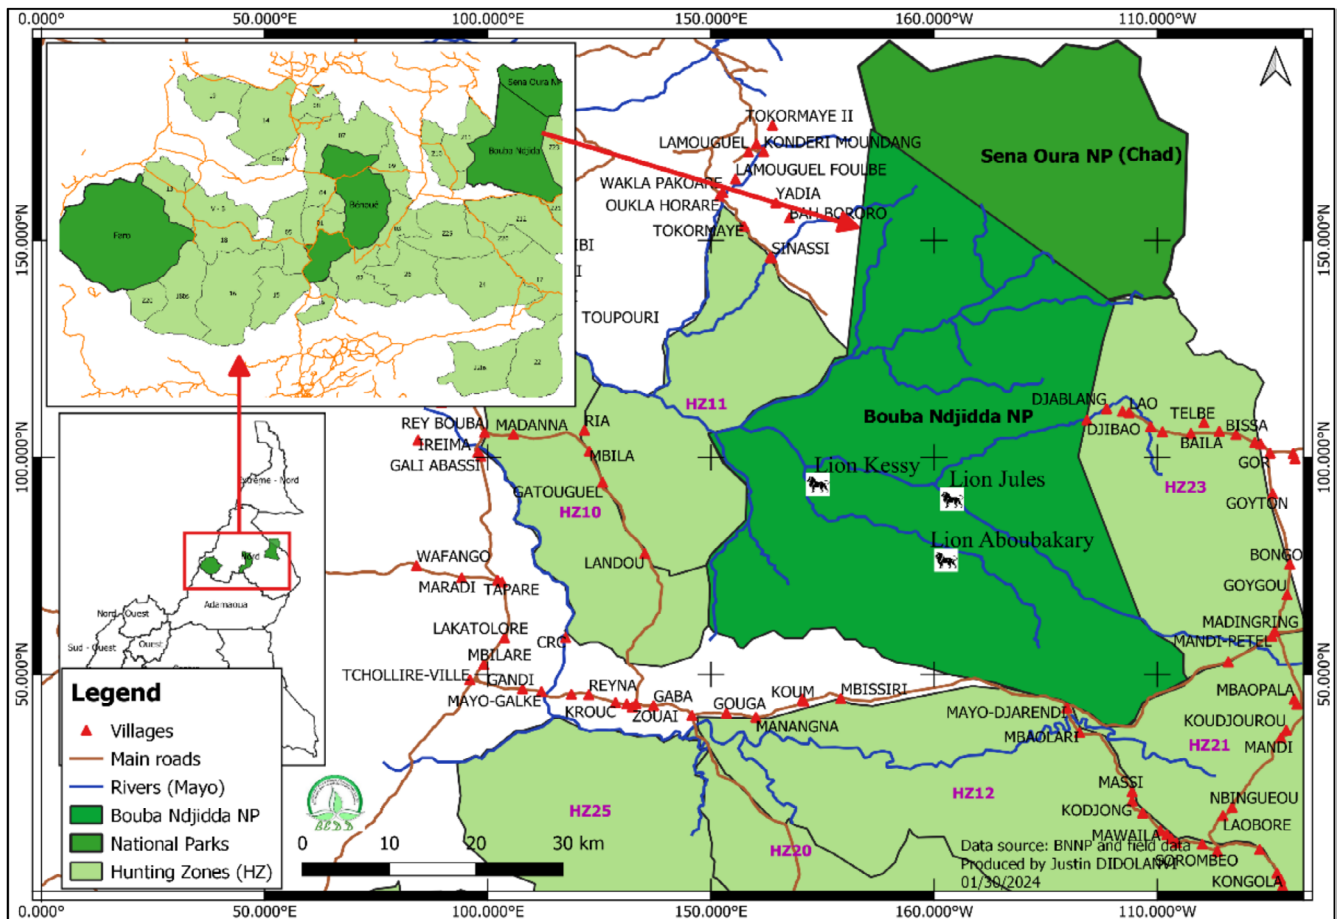 0.000° 50.000°W 100.000°W 150.000°W 160.000°W 110.000°W
150.000°N
100.000°N
50.000°N
150.000°N
100.000°N
50.000°N
0.000° 50.000°W 100.000°W 150.000°W 160.000°W 110.000°W
Sena Oura NP
Bouba Ndjida
Bénoué
Faro
TOKORMAYE II
LAMOUGUEL
KONDERI MOUNDANG
LAMOUGUEL FOULBE
WAKLA PAKOARE
YADIA
OUKLA HORARE
BAH BORORO
TOKORMAYE
SINASSI
Sena Oura NP (Chad)
TOUPOURI
HZ11
Bouba Ndjidda NP
DJABLANG
LAO
DJIBAO
TELBE
BAILA
BISSA
GOR
HZ23
GOYTON
BONGO
GOYGOU
MADINGRING
MANDI-RETEL
REY BOUBA
MADANNA
RIA
IREIMA
GALI ABASSI
MBILA
GATOUGUEL
HZ10
LANDOU
Lion Kessy
Lion Jules
Lion Aboubakary
WAFANGO
MARADI
TAPARE
LAKATOLORE
CRC
MBILARE
TCHOLLIRE-VILLE
GANDI
MAYO-GALKE
REYNA
KROUC
ZOUAI
GABA
GOUGA
KOUM
MBISSIRI
MANANGNA
MAYO-DJARENDI
MBAOLARI
MBAOPALA
KOUDJOUROU
HZ21
MANDI
MASSI
KODJONG
NBINGUEOU
LAOBORE
MAWAILA
SOROMBEO
KONGOLA
HZ12
HZ25
HZ20
Extrême - Nord
Nord
Adamaoua
Nord-Ouest
Sud - Ouest
Ouest
Legend
Villages
Main roads
Rivers (Mayo)
Bouba Ndjidda NP
National Parks
Hunting Zones (HZ)
0 10 20 30 km
Data source: BNNP and field data
Produced by Justin DIDOLANVI
01/30/2024